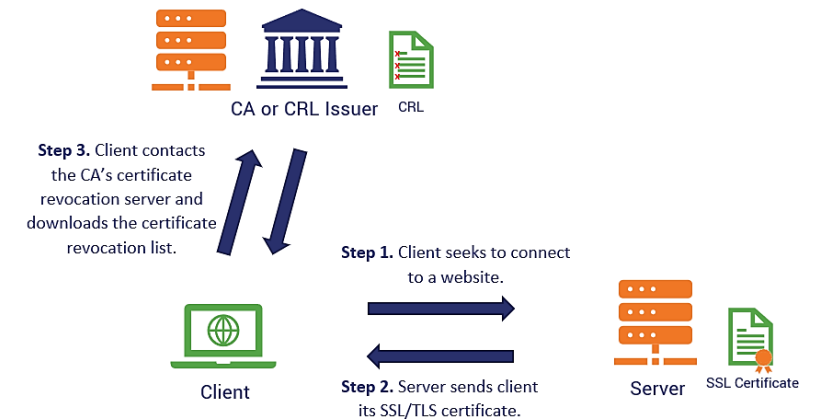 CA or CRL Issuer
CRL
Step 3. Client contacts
the CA's certificate
revocation server and
downloads the certificate
revocation list.
Step 1. Client seeks to connect
to a website.
Client
Step 2. Server sends client
its SSL/TLS certificate.
Server
SSL Certificate